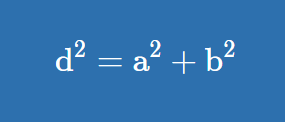 d² = a² + b²